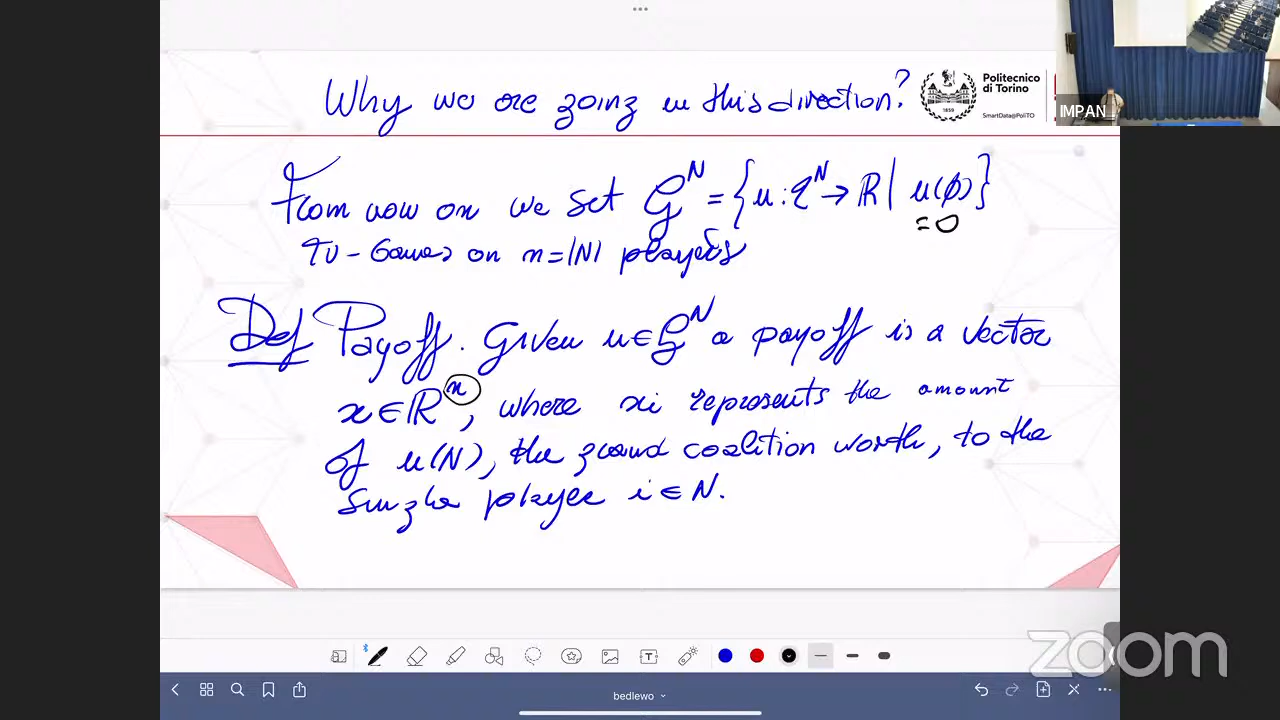 Why we are going in this direction?
Politecnico
di Torino
1859
SmartData@PoliTO
IMPAN
From now on we set G^N = {u : 2^N → ℝ | u(∅)
= 0}
TU-Games on n=|N| players
Def Payoff. Given u ∈ G^N a payoff is a vector
x ∈ ℝ^n, where xi represents the amount
of u(N), the grand coalition worth, to the
single player i ∈ N.
zoom
bedlewo